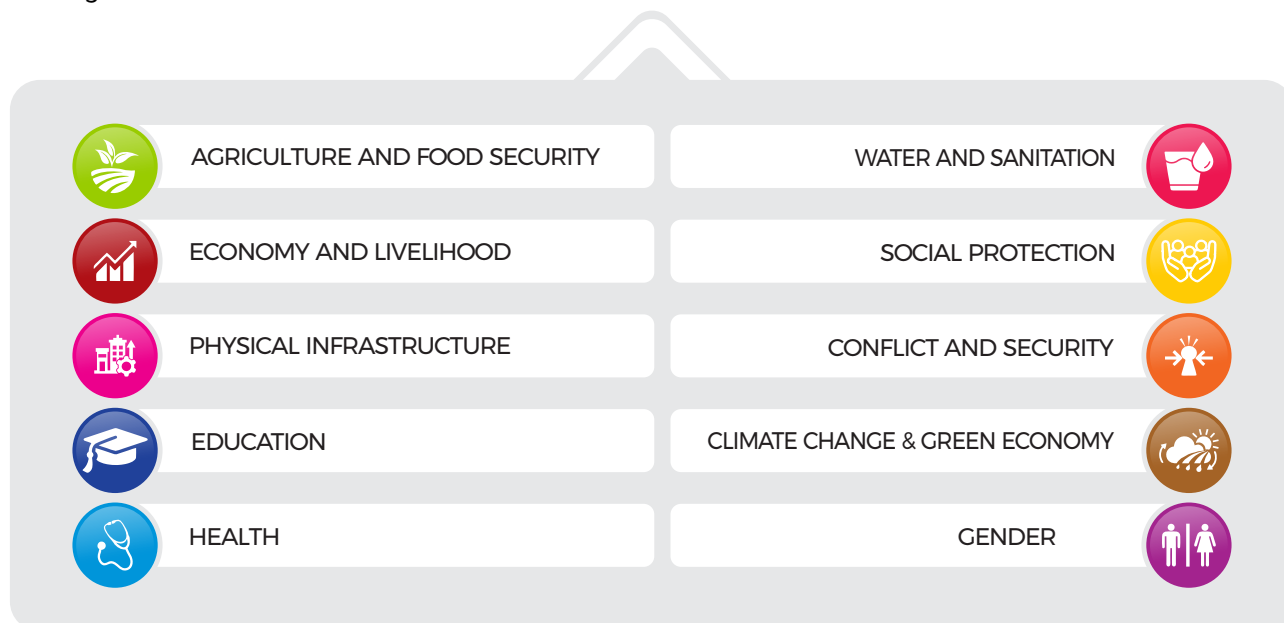 AGRICULTURE AND FOOD SECURITY
WATER AND SANITATION
ECONOMY AND LIVELIHOOD
SOCIAL PROTECTION
PHYSICAL INFRASTRUCTURE
CONFLICT AND SECURITY
EDUCATION
CLIMATE CHANGE & GREEN ECONOMY
HEALTH
GENDER